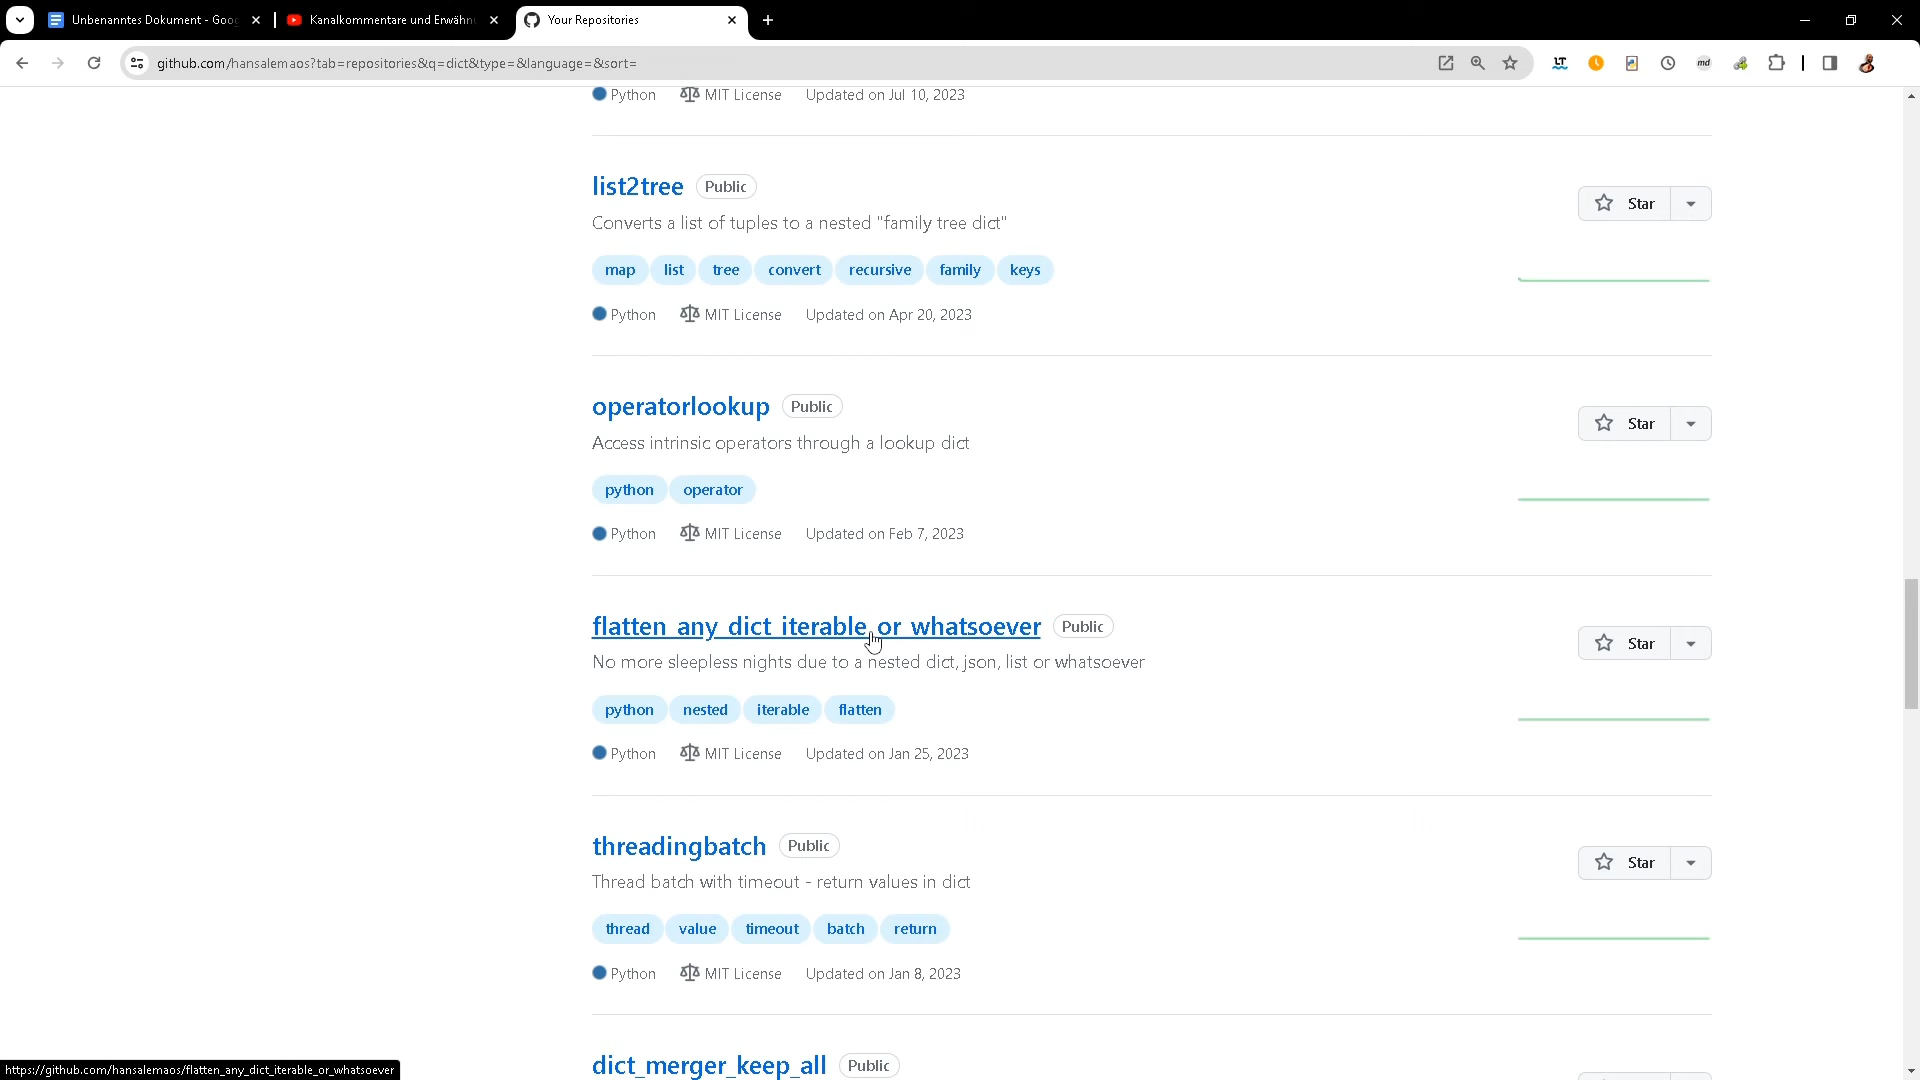 Unbenanntes Dokument - Goog
Kanalkommentare und Erwähnu
Your Repositories
github.com/hansalemaos?tab=repositories&q=dict&type=&language=&sort=
LT
md
Python MIT License Updated on Jul 10, 2023
list2tree Public
Star
Converts a list of tuples to a nested "family tree dict"
map list tree convert recursive family keys
Python MIT License Updated on Apr 20, 2023
operatorlookup Public
Star
Access intrinsic operators through a lookup dict
python operator
Python MIT License Updated on Feb 7, 2023
flatten_any_dict_iterable_or_whatsoever Public
Star
No more sleepless nights due to a nested dict, json, list or whatsoever
python nested iterable flatten
Python MIT License Updated on Jan 25, 2023
threadingbatch Public
Star
Thread batch with timeout - return values in dict
thread value timeout batch return
Python MIT License Updated on Jan 8, 2023
dict_merger_keep_all Public
https://github.com/hansalemaos/flatten_any_dict_iterable_or_whatsoever